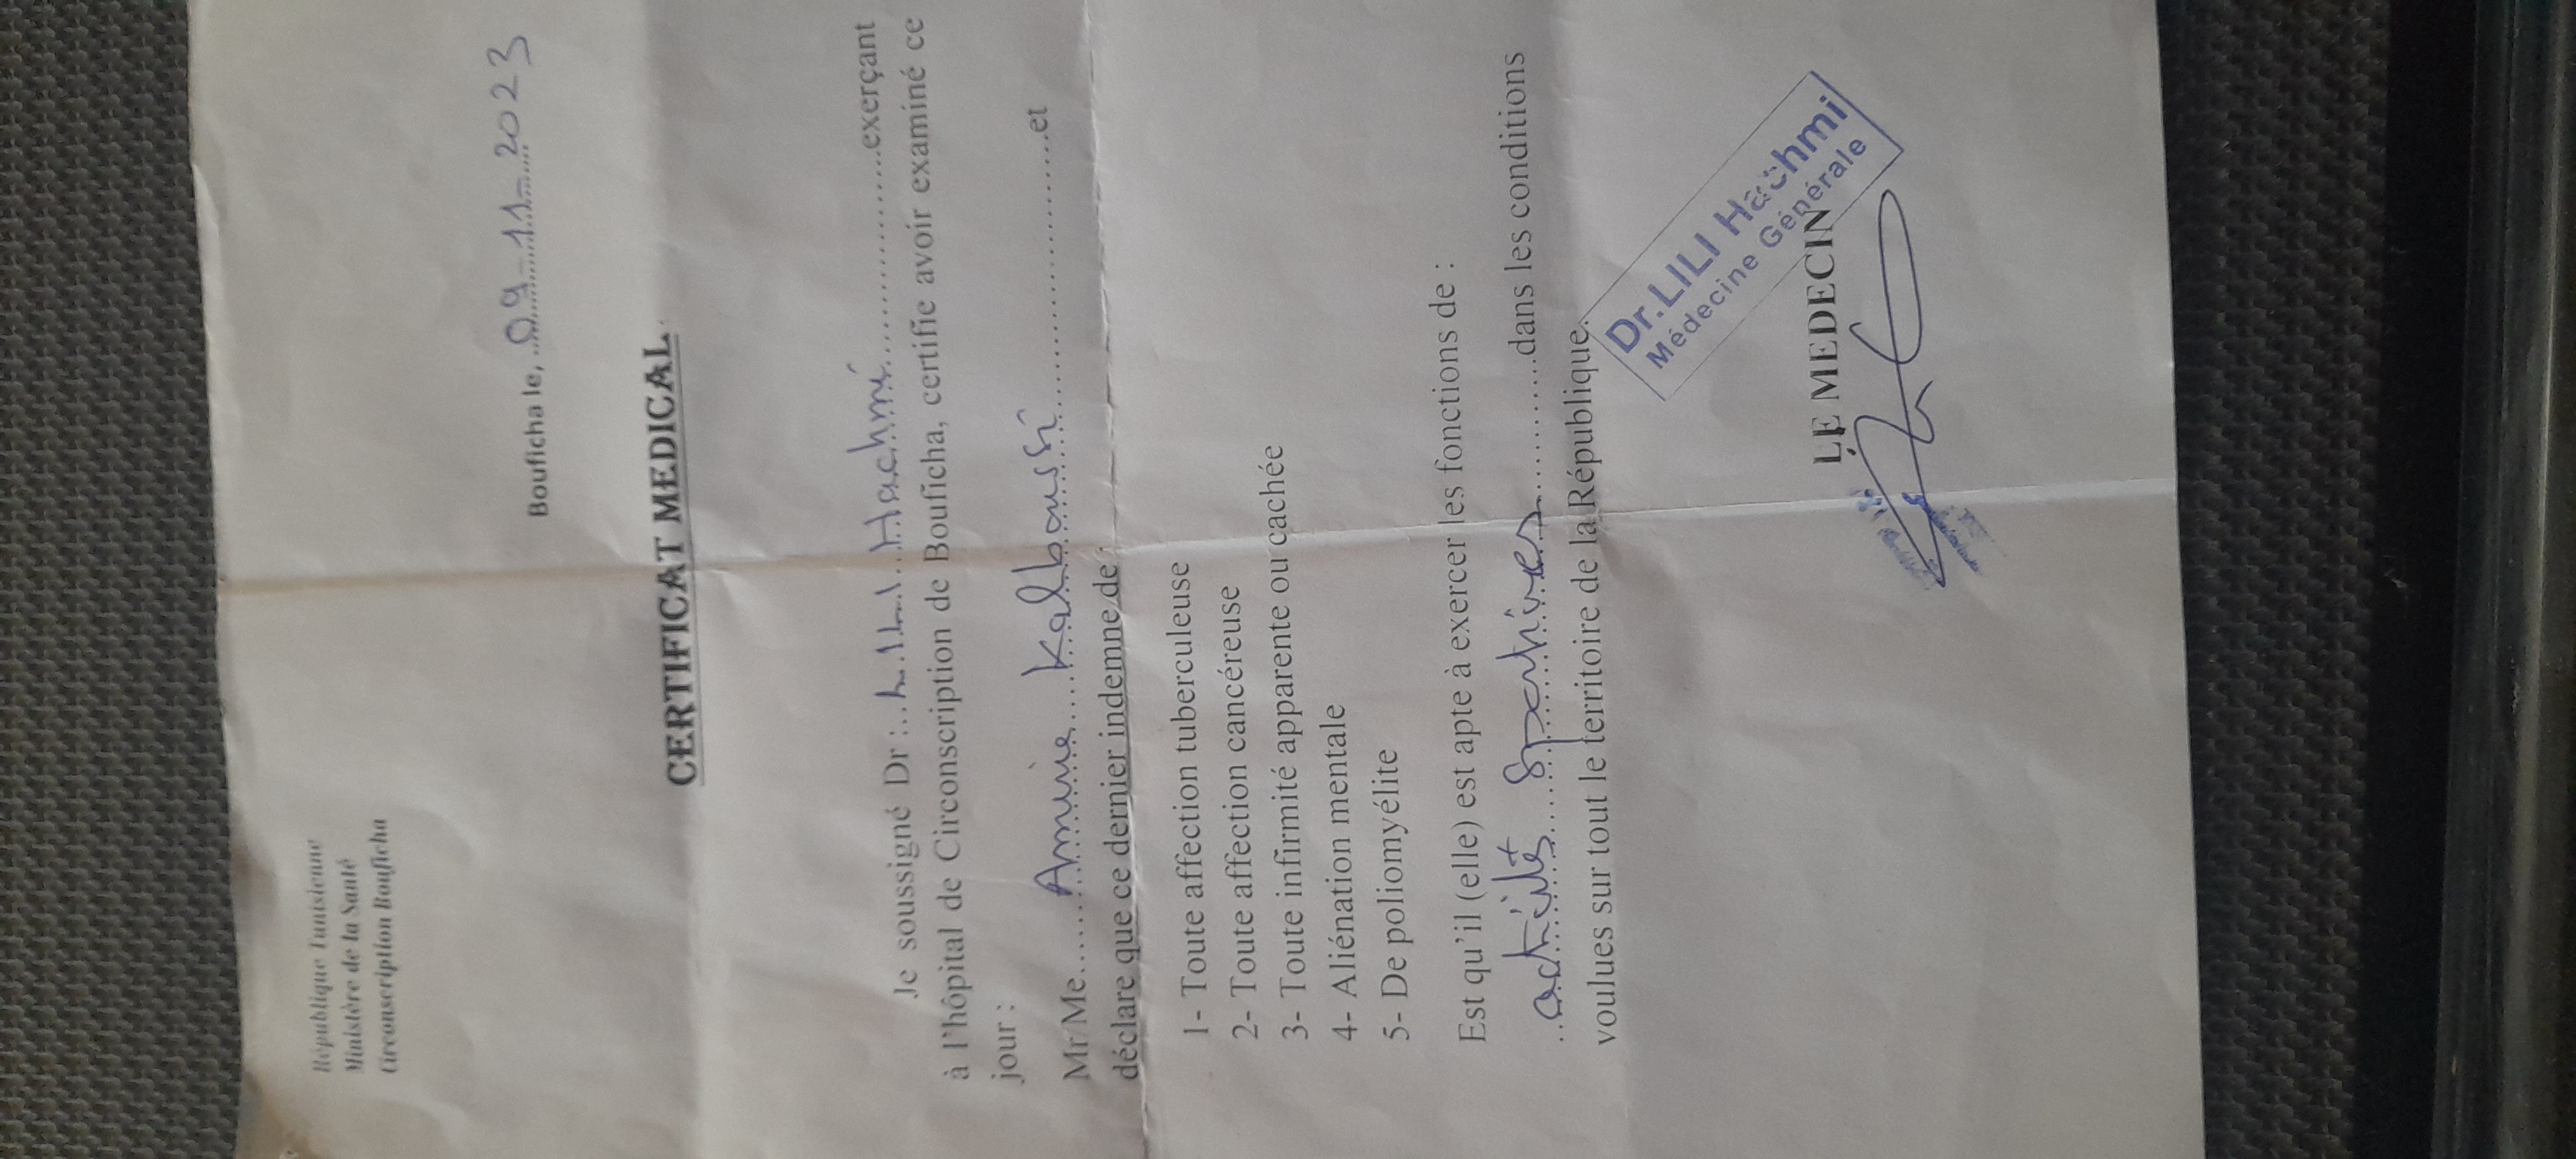 République Tunisienne
Ministère de la Santé
Circonscription Bouficha
Bouficha le, 09-11-2023
CERTIFICAT MEDICAL
Je soussigné Dr : LILI Hachmi exerçant
à l'hôpital de Circonscription de Bouficha, certifie avoir examiné ce
jour :
Mr/Me Amine Kalboussi et
déclare que ce dernier indemne de :
1- Toute affection tuberculeuse
2- Toute affection cancéreuse
3- Toute infirmité apparente ou cachée
4- Aliénation mentale
5- De poliomyélite
Est qu'il (elle) est apte à exercer les fonctions de :
activité sportives dans les conditions
voulues sur tout le territoire de la République.
Dr.LILI Hachmi
Médecine Générale
LE MEDECIN